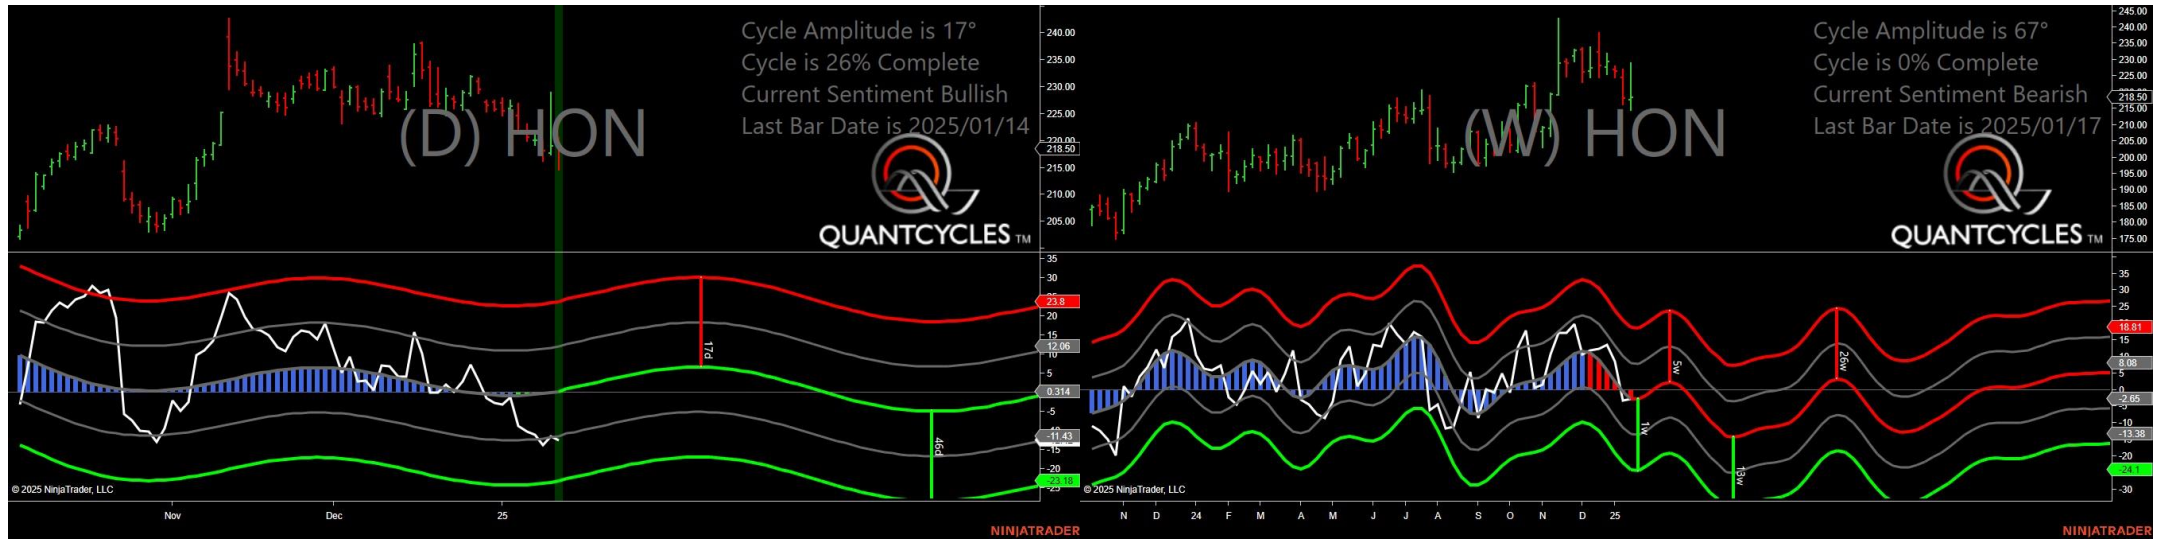 Cycle Amplitude is 17°
Cycle is 26% Complete
Current Sentiment Bullish
Last Bar Date is 2025/01/14
(D) HON
QUANTCYCLES TM
240.00
235.00
230.00
225.00
220.00
218.50
215.00
210.00
205.00
35
30
23.8
20
15
12.06
10
5
0.314
-5
-11.43
-15
-20
-23.18
-25
17d
46d
© 2025 NinjaTrader, LLC
Nov
Dec
25
NINJATRADER
Cycle Amplitude is 67°
Cycle is 0% Complete
Current Sentiment Bearish
Last Bar Date is 2025/01/17
(W) HON
QUANTCYCLES TM
245.00
240.00
235.00
230.00
225.00
218.50
215.00
210.00
205.00
200.00
195.00
190.00
185.00
180.00
175.00
35
30
25
18.81
15
8.08
5
0
-2.65
-10
-13.38
-20
-24.1
-30
5w
26w
1w
13w
© 2025 NinjaTrader, LLC
N
D
24
F
M
A
M
J
J
A
S
O
N
D
25
NINJATRADER